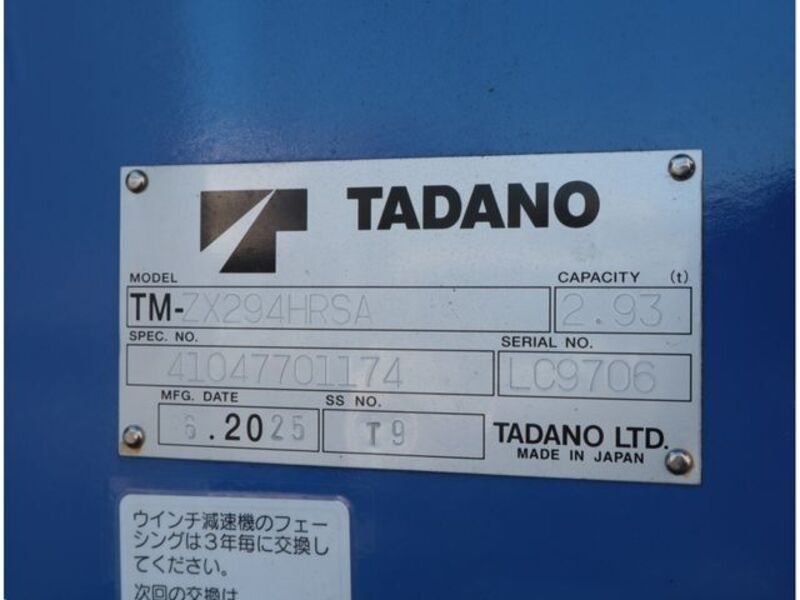 TADANO
MODEL
TM-ZX294HRSA
CAPACITY (t)
2.93
SPEC. NO.
41047701174
SERIAL NO.
LC9706
MFG. DATE
6.2025
SS NO.
T9
TADANO LTD.
MADE IN JAPAN
ウインチ減速機のフェー
シングは3年毎に交換し
てください。
次回の交換は